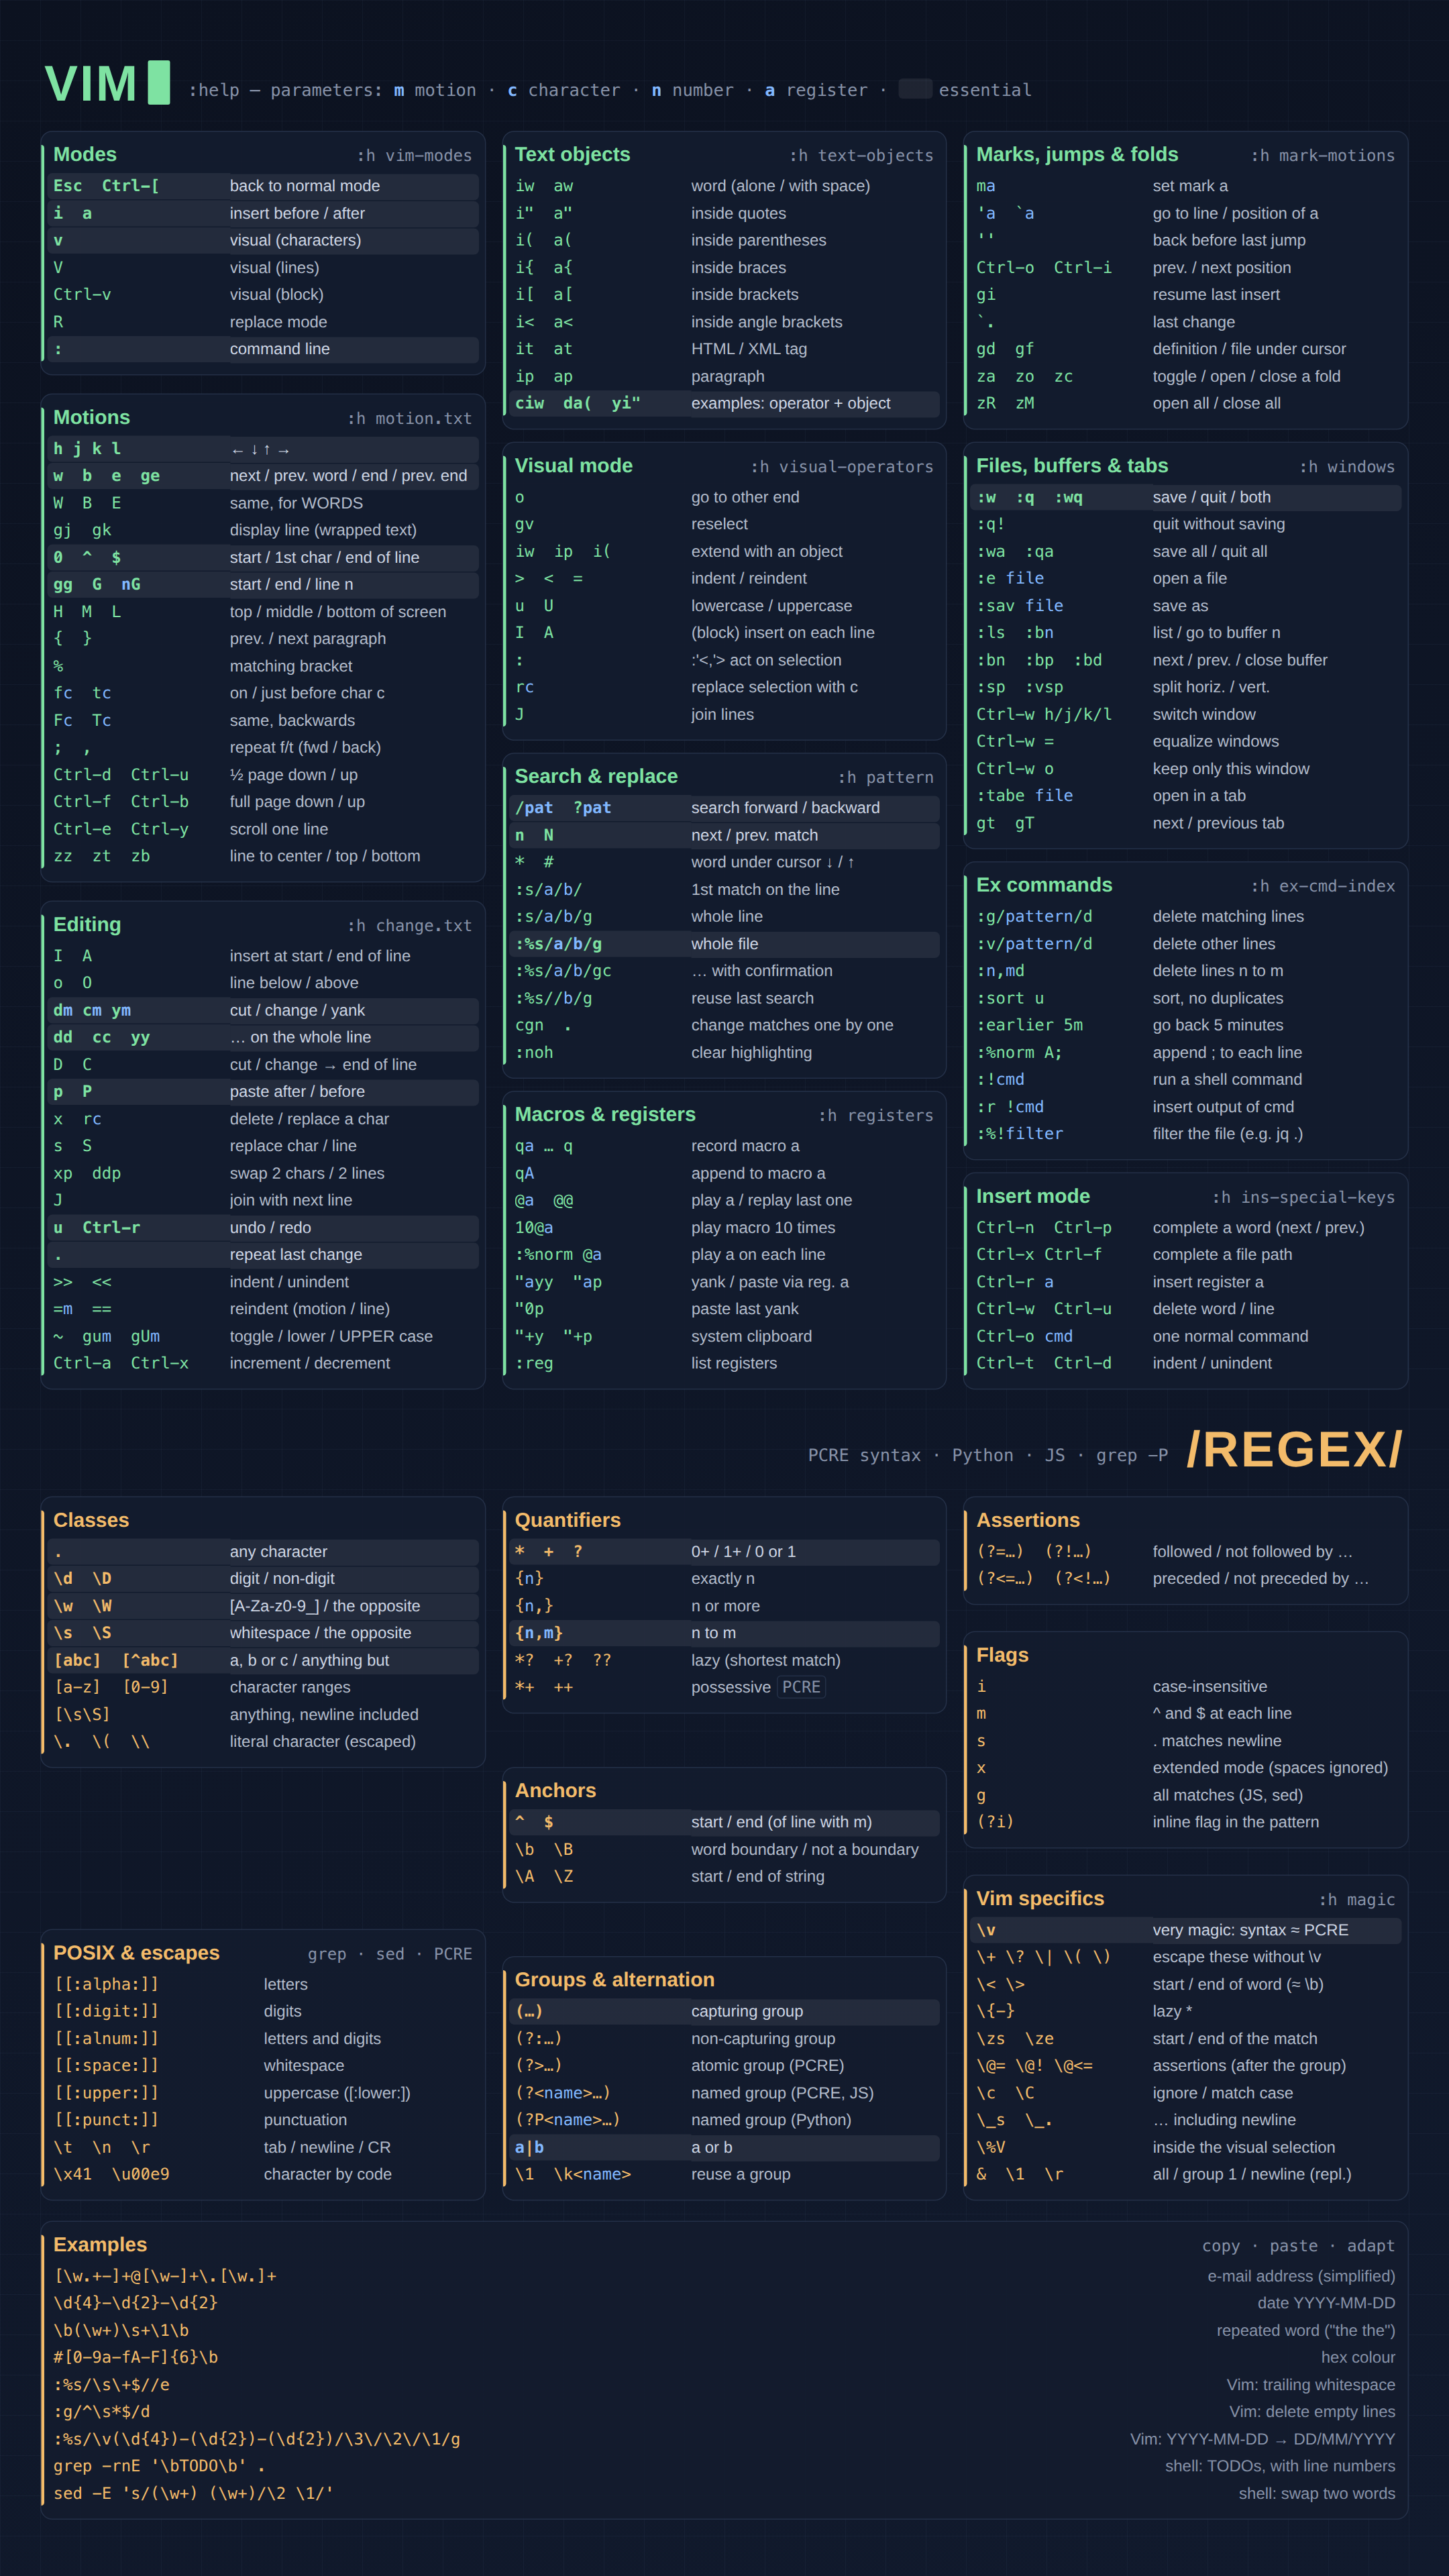 VIM
:help – parameters: m motion · c character · n number · a register · essential
Modes :h vim-modes
Esc Ctrl-[ back to normal mode
i a insert before / after
v visual (characters)
V visual (lines)
Ctrl-v visual (block)
R replace mode
: command line
Motions :h motion.txt
h j k l ← ↓ ↑ →
w b e ge next / prev. word / end / prev. end
W B E same, for WORDS
gj gk display line (wrapped text)
0 ^ $ start / 1st char / end of line
gg G nG start / end / line n
H M L top / middle / bottom of screen
{ } prev. / next paragraph
% matching bracket
fc tc on / just before char c
Fc Tc same, backwards
; , repeat f/t (fwd / back)
Ctrl-d Ctrl-u ½ page down / up
Ctrl-f Ctrl-b full page down / up
Ctrl-e Ctrl-y scroll one line
zz zt zb line to center / top / bottom
Editing :h change.txt
I A insert at start / end of line
o O line below / above
dm cm ym cut / change / yank
dd cc yy … on the whole line
D C cut / change → end of line
p P paste after / before
x rc delete / replace a char
s S replace char / line
xp ddp swap 2 chars / 2 lines
J join with next line
u Ctrl-r undo / redo
. repeat last change
>> << indent / unindent
=m == reindent (motion / line)
~ gum gUm toggle / lower / UPPER case
Ctrl-a Ctrl-x increment / decrement
Text objects :h text-objects
iw aw word (alone / with space)
i" a" inside quotes
i( a( inside parentheses
i{ a{ inside braces
i[ a[ inside brackets
i< a< inside angle brackets
it at HTML / XML tag
ip ap paragraph
ciw da( yi" examples: operator + object
Visual mode :h visual-operators
o go to other end
gv reselect
iw ip i( extend with an object
> < = indent / reindent
u U lowercase / uppercase
I A (block) insert on each line
: :'<,'> act on selection
rc replace selection with c
J join lines
Search & replace :h pattern
/pat ?pat search forward / backward
n N next / prev. match
* # word under cursor ↓ / ↑
:s/a/b/ 1st match on the line
:s/a/b/g whole line
:%s/a/b/g whole file
:%s/a/b/gc … with confirmation
:%s//b/g reuse last search
cgn . change matches one by one
:noh clear highlighting
Macros & registers :h registers
qa … q record macro a
qA append to macro a
@a @@ play a / replay last one
10@a play macro 10 times
:%norm @a play a on each line
"ayy "ap yank / paste via reg. a
"0p paste last yank
"+y "+p system clipboard
:reg list registers
Marks, jumps & folds :h mark-motions
ma set mark a
'a `a go to line / position of a
'' back before last jump
Ctrl-o Ctrl-i prev. / next position
gi resume last insert
`. last change
gd gf definition / file under cursor
za zo zc toggle / open / close a fold
zR zM open all / close all
Files, buffers & tabs :h windows
:w :q :wq save / quit / both
:q! quit without saving
:wa :qa save all / quit all
:e file open a file
:sav file save as
:ls :bn list / go to buffer n
:bn :bp :bd next / prev. / close buffer
:sp :vsp split horiz. / vert.
Ctrl-w h/j/k/l switch window
Ctrl-w = equalize windows
Ctrl-w o keep only this window
:tabe file open in a tab
gt gT next / previous tab
Ex commands :h ex-cmd-index
:g/pattern/d delete matching lines
:v/pattern/d delete other lines
:n,md delete lines n to m
:sort u sort, no duplicates
:earlier 5m go back 5 minutes
:%norm A; append ; to each line
:!cmd run a shell command
:r !cmd insert output of cmd
:%!filter filter the file (e.g. jq .)
Insert mode :h ins-special-keys
Ctrl-n Ctrl-p complete a word (next / prev.)
Ctrl-x Ctrl-f complete a file path
Ctrl-r a insert register a
Ctrl-w Ctrl-u delete word / line
Ctrl-o cmd one normal command
Ctrl-t Ctrl-d indent / unindent
PCRE syntax · Python · JS · grep -P /REGEX/
Classes
. any character
\d \D digit / non-digit
\w \W [A-Za-z0-9_] / the opposite
\s \S whitespace / the opposite
[abc] [^abc] a, b or c / anything but
[a-z] [0-9] character ranges
[\s\S] anything, newline included
\. \( \\ literal character (escaped)
POSIX & escapes grep · sed · PCRE
[[:alpha:]] letters
[[:digit:]] digits
[[:alnum:]] letters and digits
[[:space:]] whitespace
[[:upper:]] uppercase ([:lower:])
[[:punct:]] punctuation
\t \n \r tab / newline / CR
\x41 \u00e9 character by code
Quantifiers
* + ? 0+ / 1+ / 0 or 1
{n} exactly n
{n,} n or more
{n,m} n to m
*? +? ?? lazy (shortest match)
*+ ++ possessive PCRE
Anchors
^ $ start / end (of line with m)
\b \B word boundary / not a boundary
\A \Z start / end of string
Groups & alternation
(…) capturing group
(?:…) non-capturing group
(?>…) atomic group (PCRE)
(?<name>…) named group (PCRE, JS)
(?P<name>…) named group (Python)
a|b a or b
\1 \k<name> reuse a group
Assertions
(?=…) (?!…) followed / not followed by …
(?<=…) (?<!…) preceded / not preceded by …
Flags
i case-insensitive
m ^ and $ at each line
s . matches newline
x extended mode (spaces ignored)
g all matches (JS, sed)
(?i) inline flag in the pattern
Vim specifics :h magic
\v very magic: syntax ≈ PCRE
\+ \? \| \( \) escape these without \v
\< \> start / end of word (≈ \b)
\{-} lazy *
\zs \ze start / end of the match
\@= \@! \@<= assertions (after the group)
\c \C ignore / match case
\_s \_. … including newline
\%V inside the visual selection
& \1 \r all / group 1 / newline (repl.)
Examples copy · paste · adapt
[\w.+-]+@[\w-]+\.[\w.]+ e-mail address (simplified)
\d{4}-\d{2}-\d{2} date YYYY-MM-DD
\b(\w+)\s+\1\b repeated word ("the the")
#[0-9a-fA-F]{6}\b hex colour
:%s/\s\+$//e Vim: trailing whitespace
:g/^\s*$/d Vim: delete empty lines
:%s/\v(\d{4})-(\d{2})-(\d{2})/\3\/\2\/\1/g Vim: YYYY-MM-DD → DD/MM/YYYY
grep -rnE '\bTODO\b' . shell: TODOs, with line numbers
sed -E 's/(\w+) (\w+)/\2 \1/' shell: swap two words